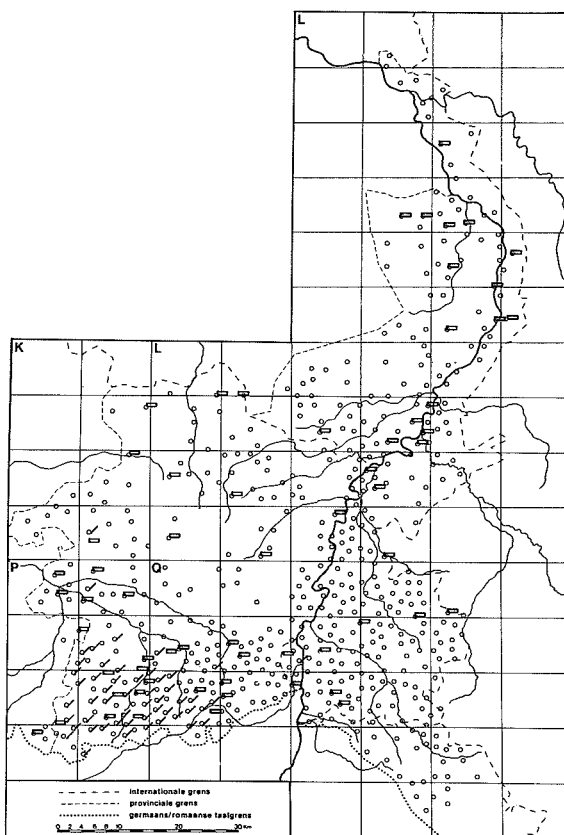 L
K L
P Q
internationale grens
provinciale grens
germaans/romaanse taalgrens
0 2 4 6 8 10 20 30 Km